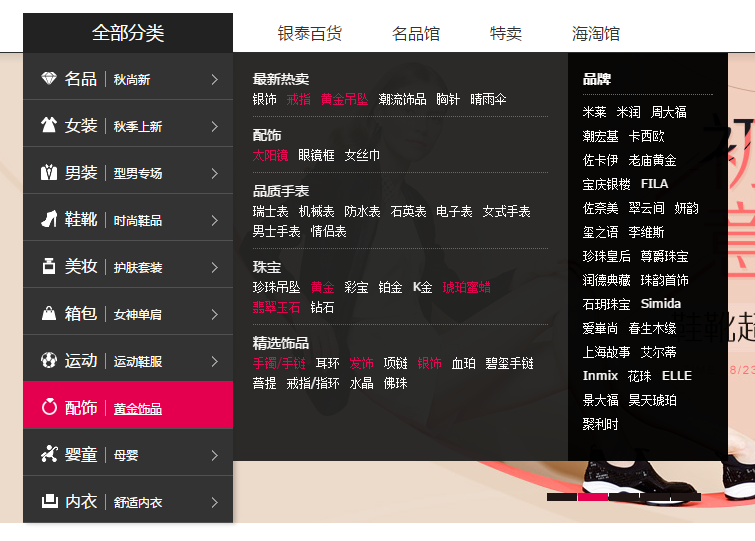 全部分类 银泰百货 名品馆 特卖 海淘馆
名品 秋尚新
女装 秋季上新
男装 型男专场
鞋靴 时尚鞋品
美妆 护肤套装
箱包 女神单肩
运动 运动鞋服
配饰 黄金饰品
婴童 母婴
内衣 舒适内衣
最新热卖
银饰 戒指 黄金吊坠 潮流饰品 胸针 晴雨伞
配饰
太阳镜 眼镜框 女丝巾
品质手表
瑞士表 机械表 防水表 石英表 电子表 女式手表
男士手表 情侣表
珠宝
珍珠吊坠 黄金 彩宝 铂金 K金 琥珀蜜蜡
翡翠玉石 钻石
精选饰品
手镯/手链 耳环 发饰 项链 银饰 血珀 碧玺手链
菩提 戒指/指环 水晶 佛珠
品牌
米莱 米润 周大福
潮宏基 卡西欧
佐卡伊 老庙黄金
宝庆银楼 FILA
佐奈美 翠云间 妍韵
玺之语 李维斯
珍珠皇后 尊爵珠宝
润德典藏 珠韵首饰
石玥珠宝 Simida
爱崋尚 春生木缘
上海故事 艾尔蒂
Inmix 花珠 ELLE
景大福 昊天琥珀
聚利时
初
意
鞋靴起
8/23